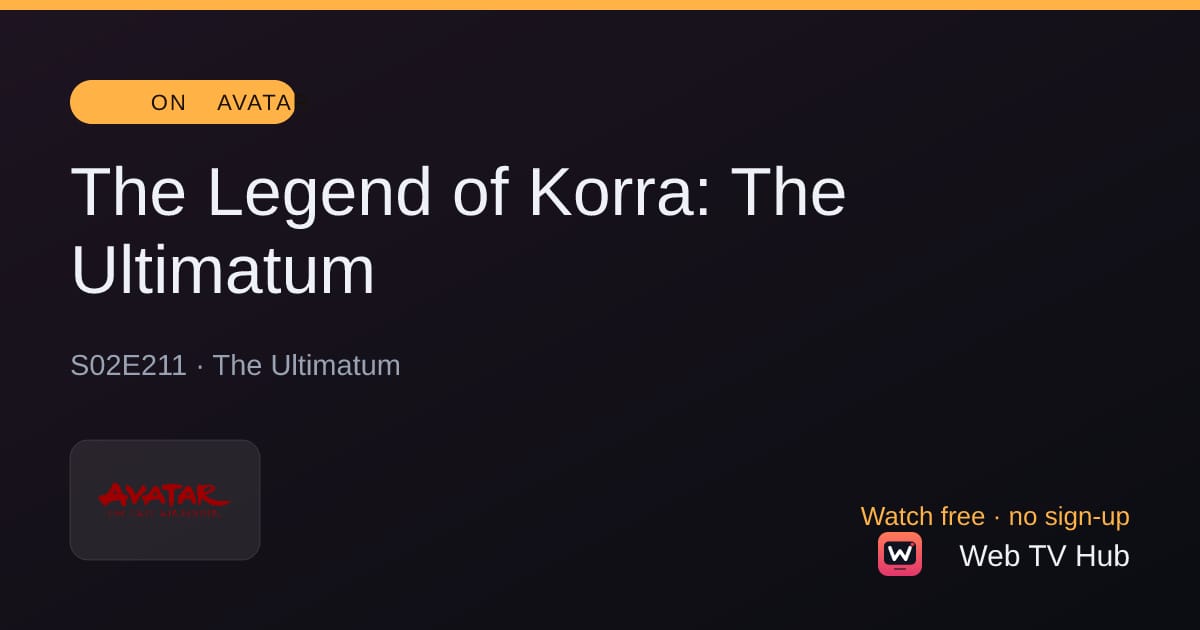 ON AVATA
The Legend of Korra: The
Ultimatum
S02E211 · The Ultimatum
AVATAR
Watch free · no sign-up
W
Web TV Hub